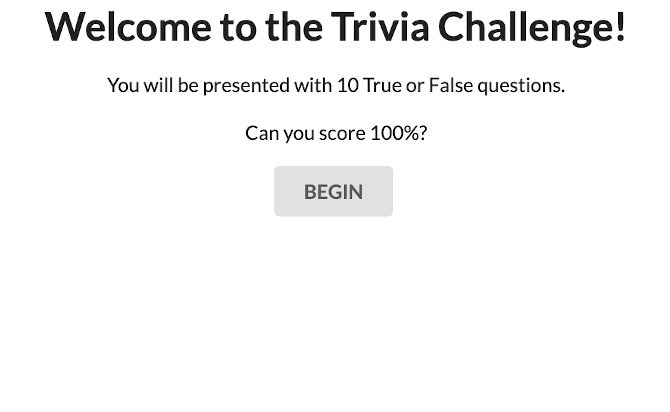 Welcome to the Trivia Challenge!
You will be presented with 10 True or False questions.
Can you score 100%?
BEGIN